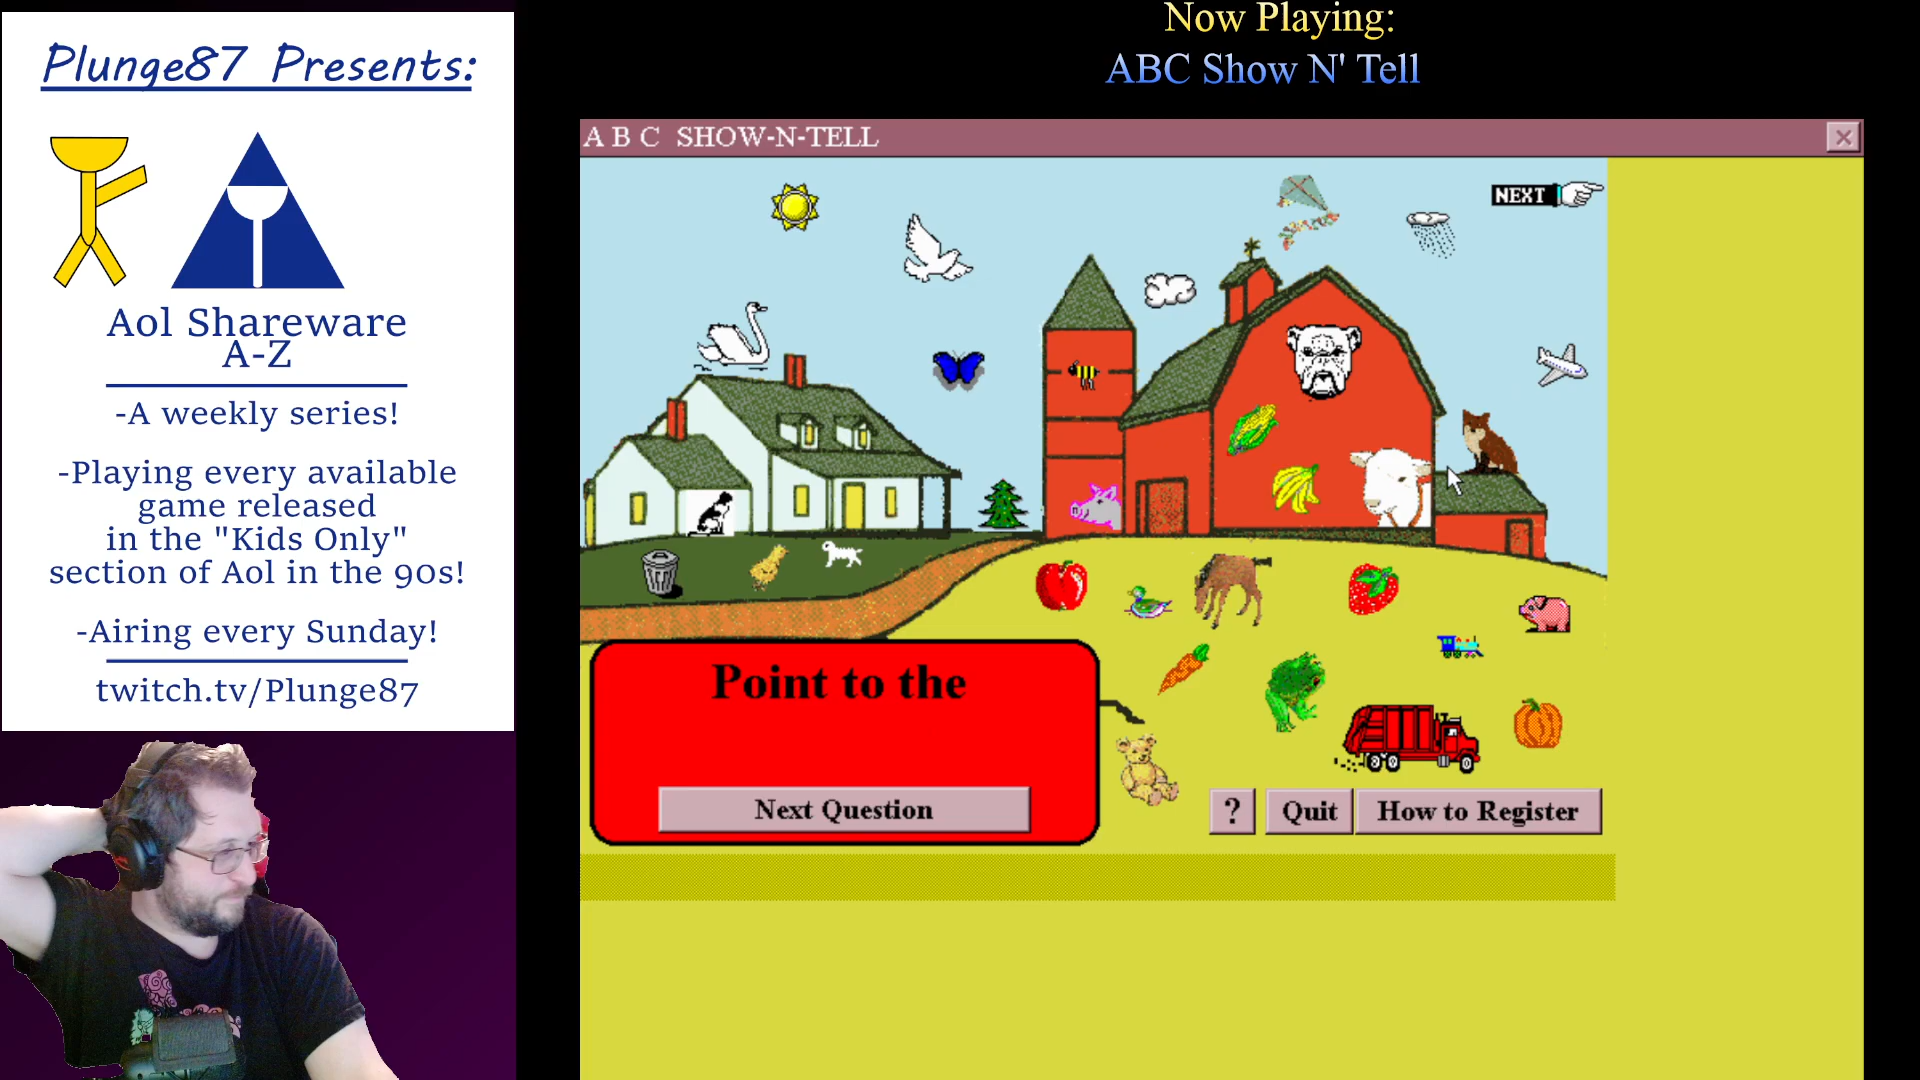 Plunge87 Presents:
Aol Shareware
A-Z
-A weekly series!
-Playing every available
game released
in the "Kids Only"
section of Aol in the 90s!
-Airing every Sunday!
twitch.tv/Plunge87
Now Playing:
ABC Show N' Tell
A B C SHOW-N-TELL
NEXT
Point to the
Next Question
?
Quit
How to Register